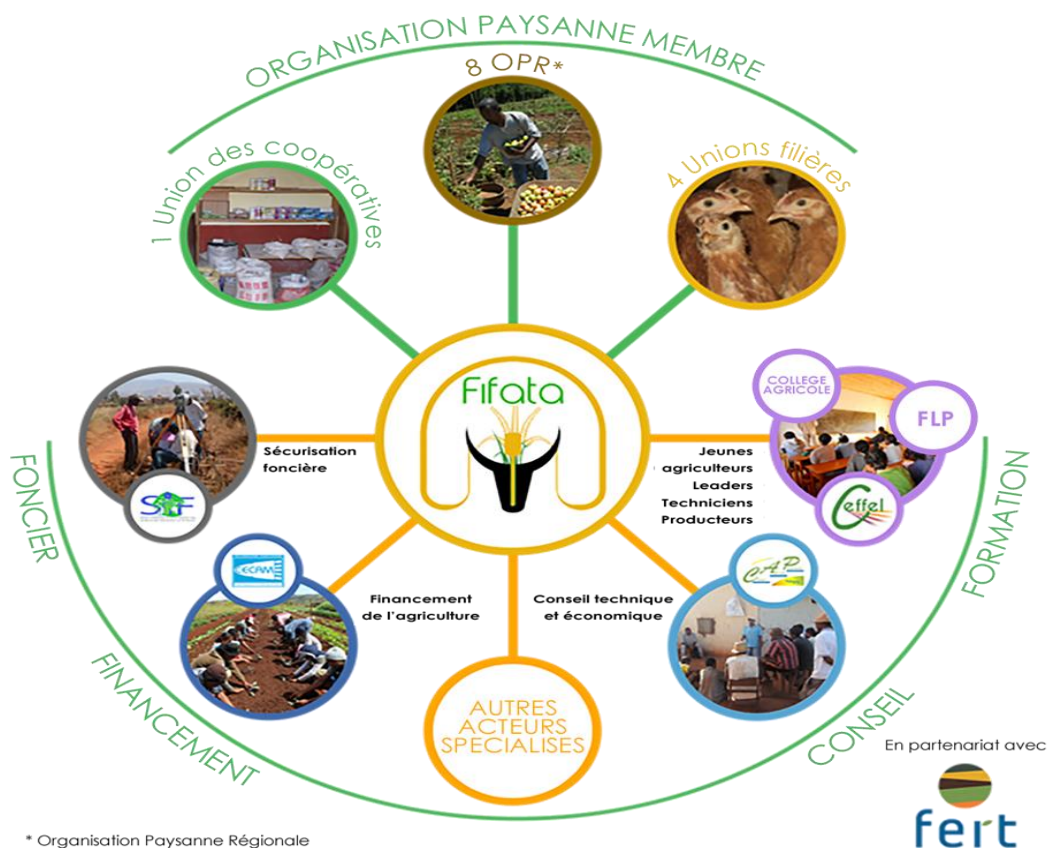 ORGANISATION PAYSANNE MEMBRE
8 OPR*
1 Union des coopératives
4 Unions filières
Fifata
COLLEGE
AGRICOLE
FLP
Ceffel
Sécurisation
foncière
Jeunes
agriculteurs
Leaders
Techniciens
Producteurs
FONCIER
FORMATION
SIF
CECAM
CAP
Financement
de l'agriculture
Conseil technique
et économique
FINANCEMENT
CONSEIL
AUTRES
ACTEURS
SPECIALISES
En partenariat avec
fert
* Organisation Paysanne Régionale